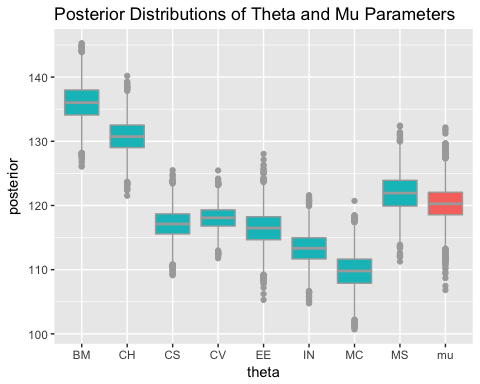 Posterior Distributions of Theta and Mu Parameters
posterior
140
130
120
110
100
BM CH CS CV EE IN MC MS mu
theta